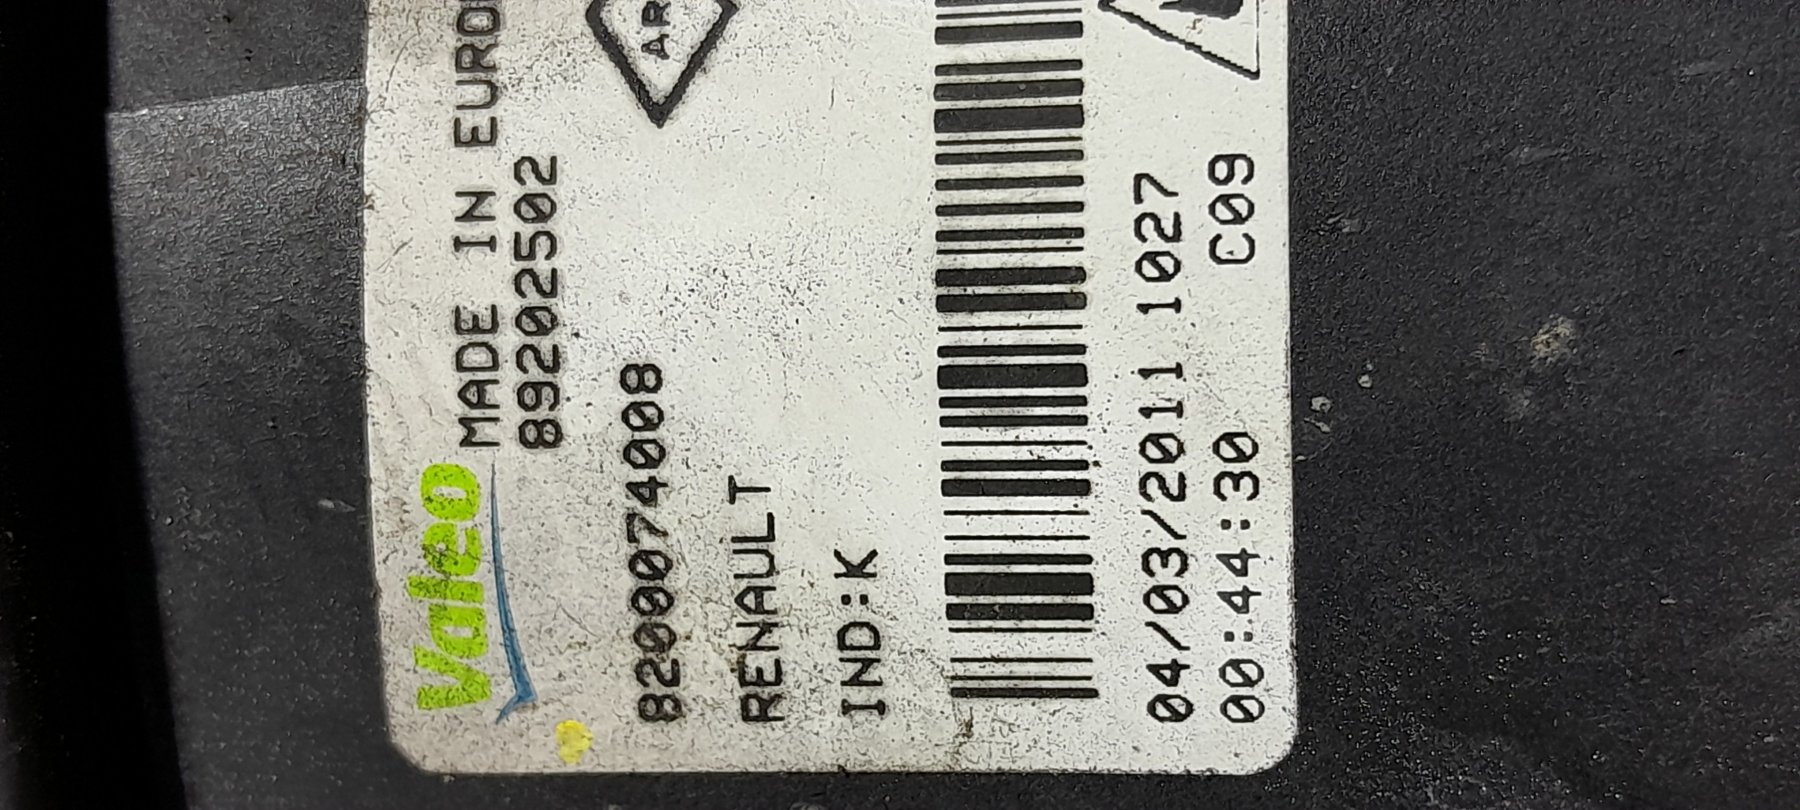 Valeo
MADE IN EURO
89202502
8200074008
RENAULT
IND:K
04/03/2011 1027
00:44:30 C09